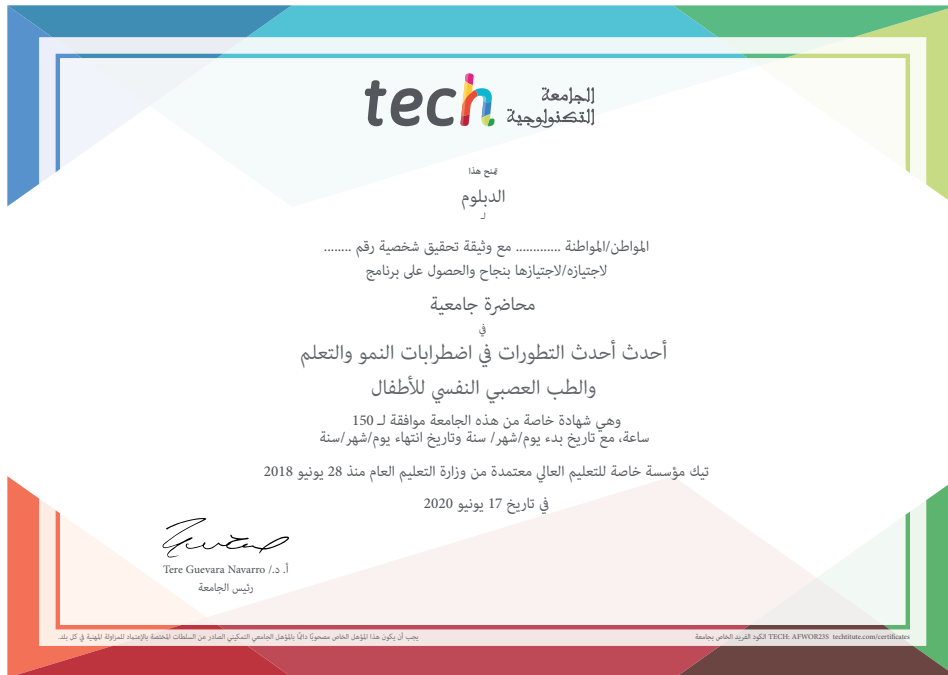 tech الجامعة
التكنولوجية
يمنح هذا
الدبلوم
لـ
المواطن/المواطنة ............. مع وثيقة تحقيق شخصية رقم ........
لاجتيازه/لاجتيازها بنجاح والحصول على برنامج
محاضرة جامعية
في
أحدث أحدث التطورات في اضطرابات النمو والتعلم
والطب العصبي النفسي للأطفال
وهي شهادة خاصة من هذه الجامعة موافقة لـ 150
ساعة، مع تاريخ بدء يوم/شهر/ سنة وتاريخ انتهاء يوم/شهر/سنة
تيك مؤسسة خاصة للتعليم العالي معتمدة من وزارة التعليم العام منذ 28 يونيو 2018
في تاريخ 17 يونيو 2020
أ. د./ Tere Guevara Navarro
رئيس الجامعة
الكود الفريد الخاص بجامعة TECH: AFWOR23S techtitute.com/certificates
يجب أن يكون هذا المؤهل الخاص مصحوبًا دائمًا بالمؤهل الجامعي التمكيني الصادر عن السلطات المختصة بالإعتماد للمزاولة المهنية في كل بلد.